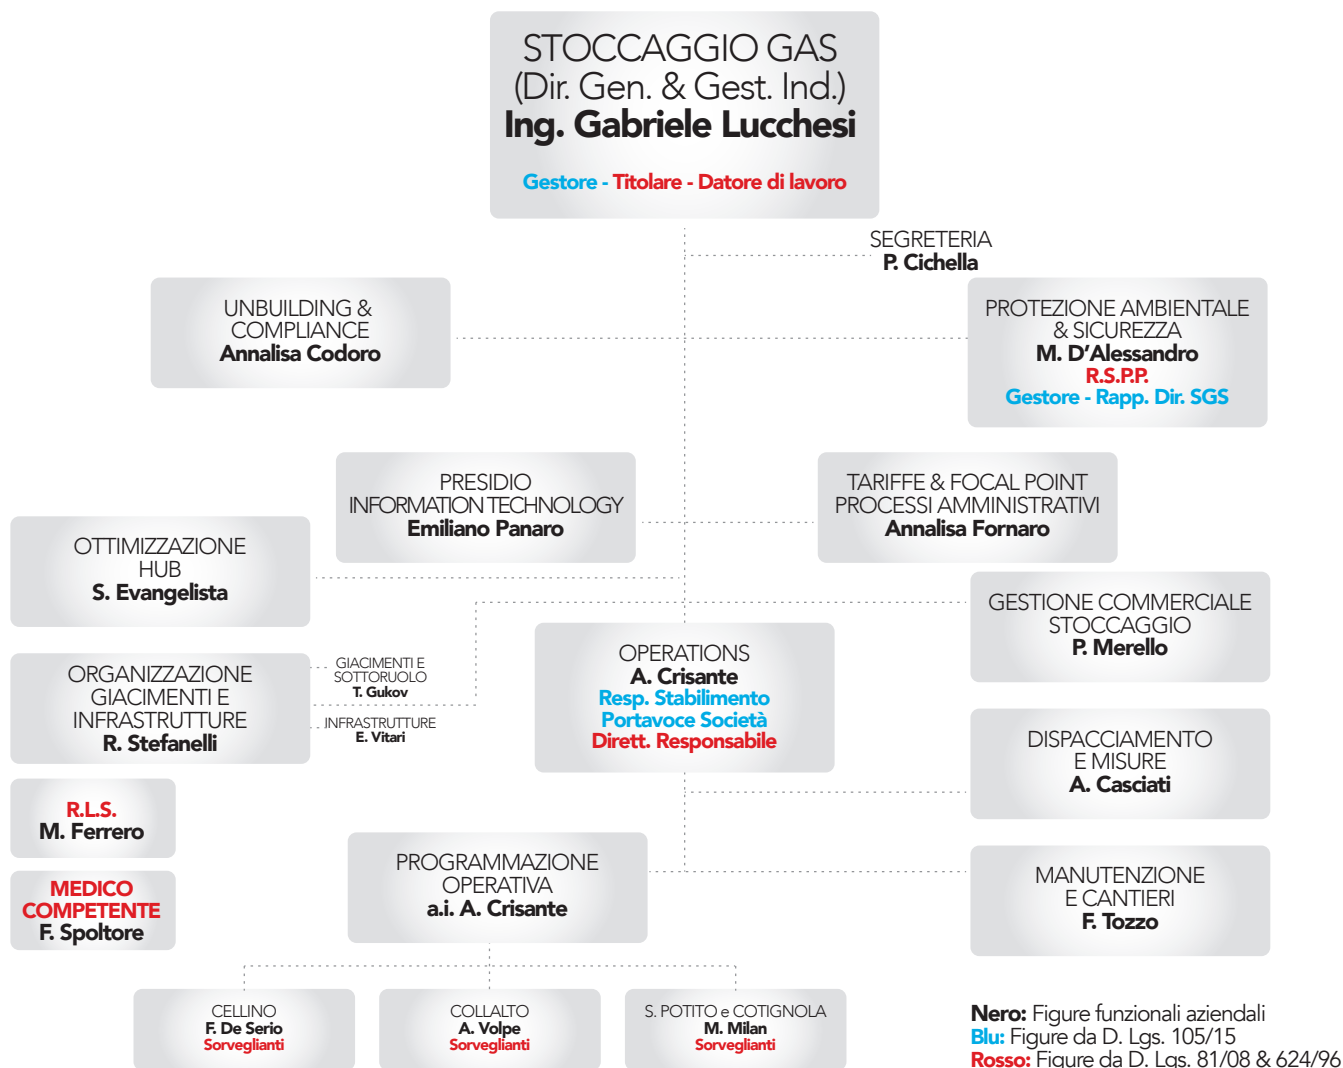 STOCCAGGIO GAS
(Dir. Gen. & Gest. Ind.)
Ing. Gabriele Lucchesi
Gestore - Titolare - Datore di lavoro
SEGRETERIA
P. Cichella
UNBUILDING &
COMPLIANCE
Annalisa Codoro
PROTEZIONE AMBIENTALE
& SICUREZZA
M. D'Alessandro
R.S.P.P.
Gestore - Rapp. Dir. SGS
PRESIDIO
INFORMATION TECHNOLOGY
Emiliano Panaro
TARIFFE & FOCAL POINT
PROCESSI AMMINISTRATIVI
Annalisa Fornaro
OTTIMIZZAZIONE
HUB
S. Evangelista
GESTIONE COMMERCIALE
STOCCAGGIO
P. Merello
OPERATIONS
A. Crisante
Resp. Stabilimento
Portavoce Società
Dirett. Responsabile
ORGANIZZAZIONE
GIACIMENTI E
INFRASTRUTTURE
R. Stefanelli
GIACIMENTI E
SOTTORUOLO
T. Gukov
INFRASTRUTTURE
E. Vitari
DISPACCIAMENTO
E MISURE
A. Casciati
R.L.S.
M. Ferrero
PROGRAMMAZIONE
OPERATIVA
a.i. A. Crisante
MANUTENZIONE
E CANTIERI
F. Tozzo
MEDICO
COMPETENTE
F. Spoltore
CELLINO
F. De Serio
Sorveglianti
COLLALTO
A. Volpe
Sorveglianti
S. POTITO e COTIGNOLA
M. Milan
Sorveglianti
Nero: Figure funzionali aziendali
Blu: Figure da D. Lgs. 105/15
Rosso: Figure da D. Lgs. 81/08 & 624/96